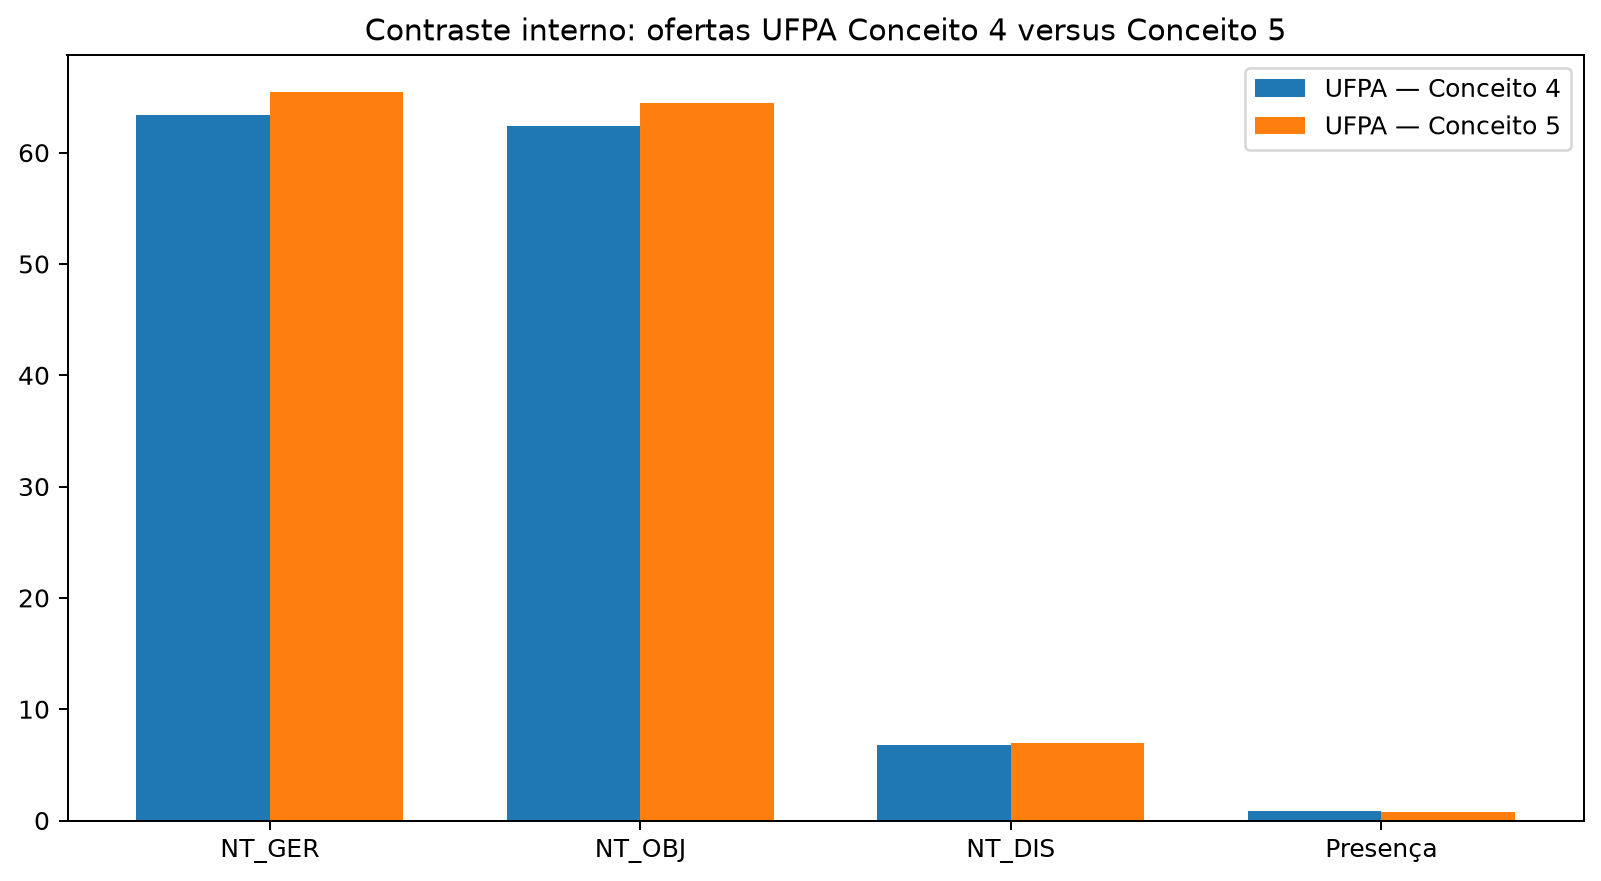 Contraste interno: ofertas UFPA Conceito 4 versus Conceito 5
UFPA — Conceito 4
UFPA — Conceito 5
60
50
40
30
20
10
0
NT_GER
NT_OBJ
NT_DIS
Presença